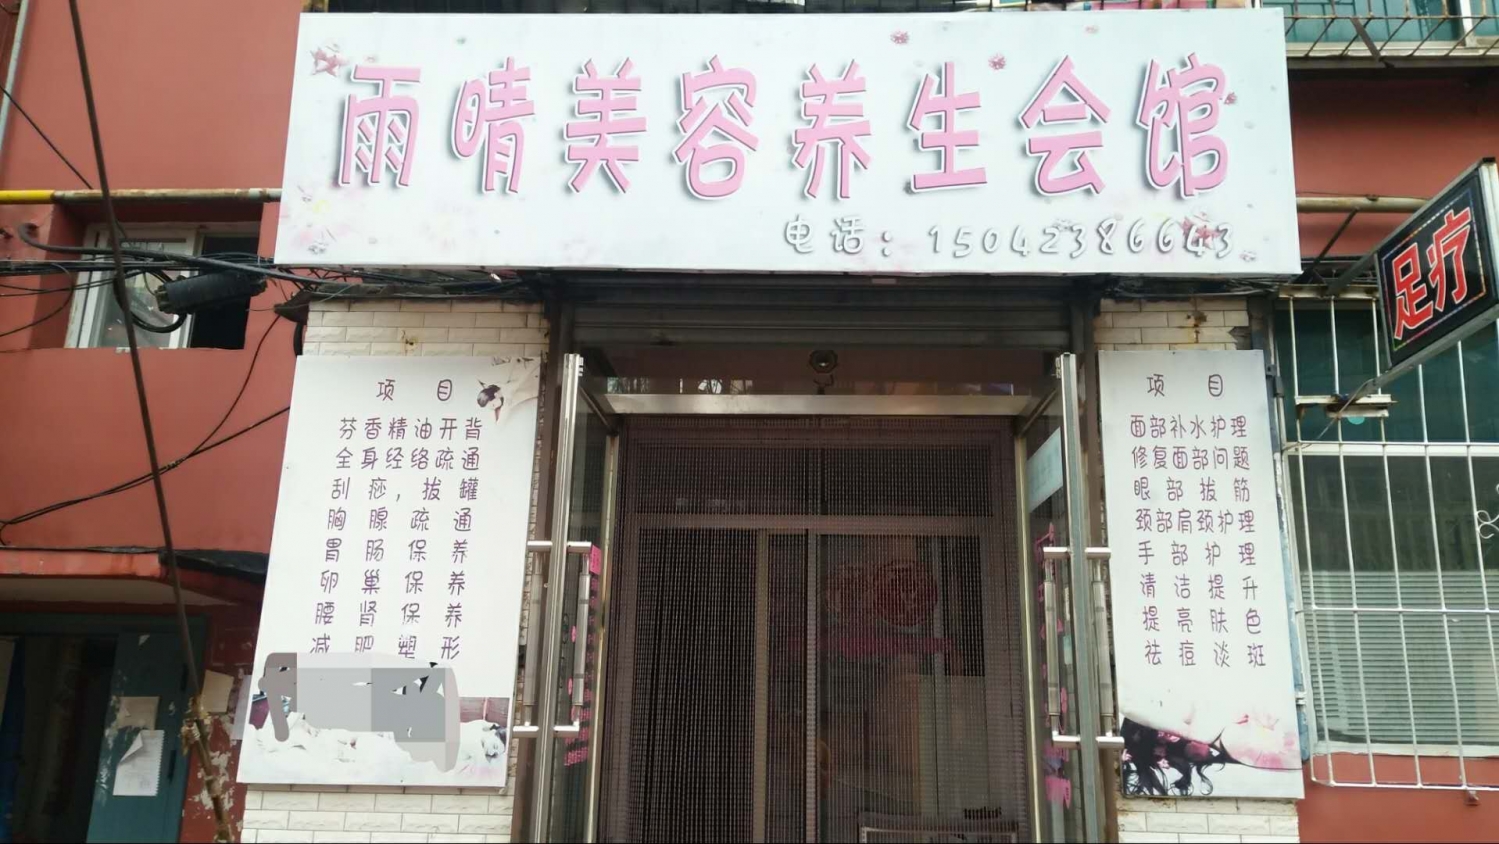 雨晴美容养生会馆
电话：15042386643
足疗
项目
芬香精油开背
全身经络疏通
刮痧，拔罐
胸腺疏通
胃肠保养
卵巢保养
腰肾保养
减肥塑形
项目
面部补水护理
修复面部问题
眼部拔筋
颈部肩颈护理
手部护理
清洁提升
提亮肤色
祛痘淡斑